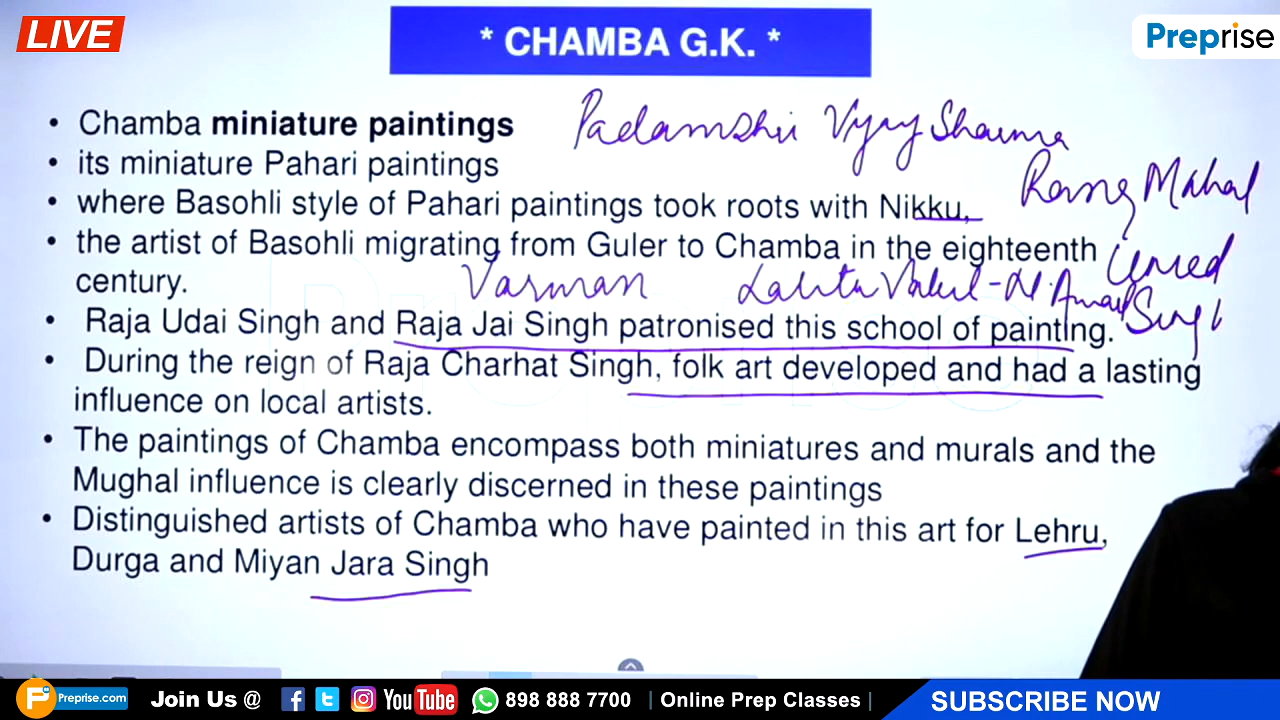 LIVE
* CHAMBA G.K. *
Preprise
• Chamba miniature paintings
Padamshii Vijay Sharma
• its miniature Pahari paintings
Rang Mahal
• where Basohli style of Pahari paintings took roots with Nikku,
• the artist of Basohli migrating from Guler to Chamba in the eighteenth
Umed
century.
Varman
Lalita Vakil -
Singh
• Raja Udai Singh and Raja Jai Singh patronised this school of painting.
• During the reign of Raja Charhat Singh, folk art developed and had a lasting
influence on local artists.
• The paintings of Chamba encompass both miniatures and murals and the
Mughal influence is clearly discerned in these paintings
• Distinguished artists of Chamba who have painted in this art for Lehru,
Durga and Miyan Jara Singh
Preprise.com Join Us @ YouTube 898 888 7700 | Online Prep Classes | SUBSCRIBE NOW